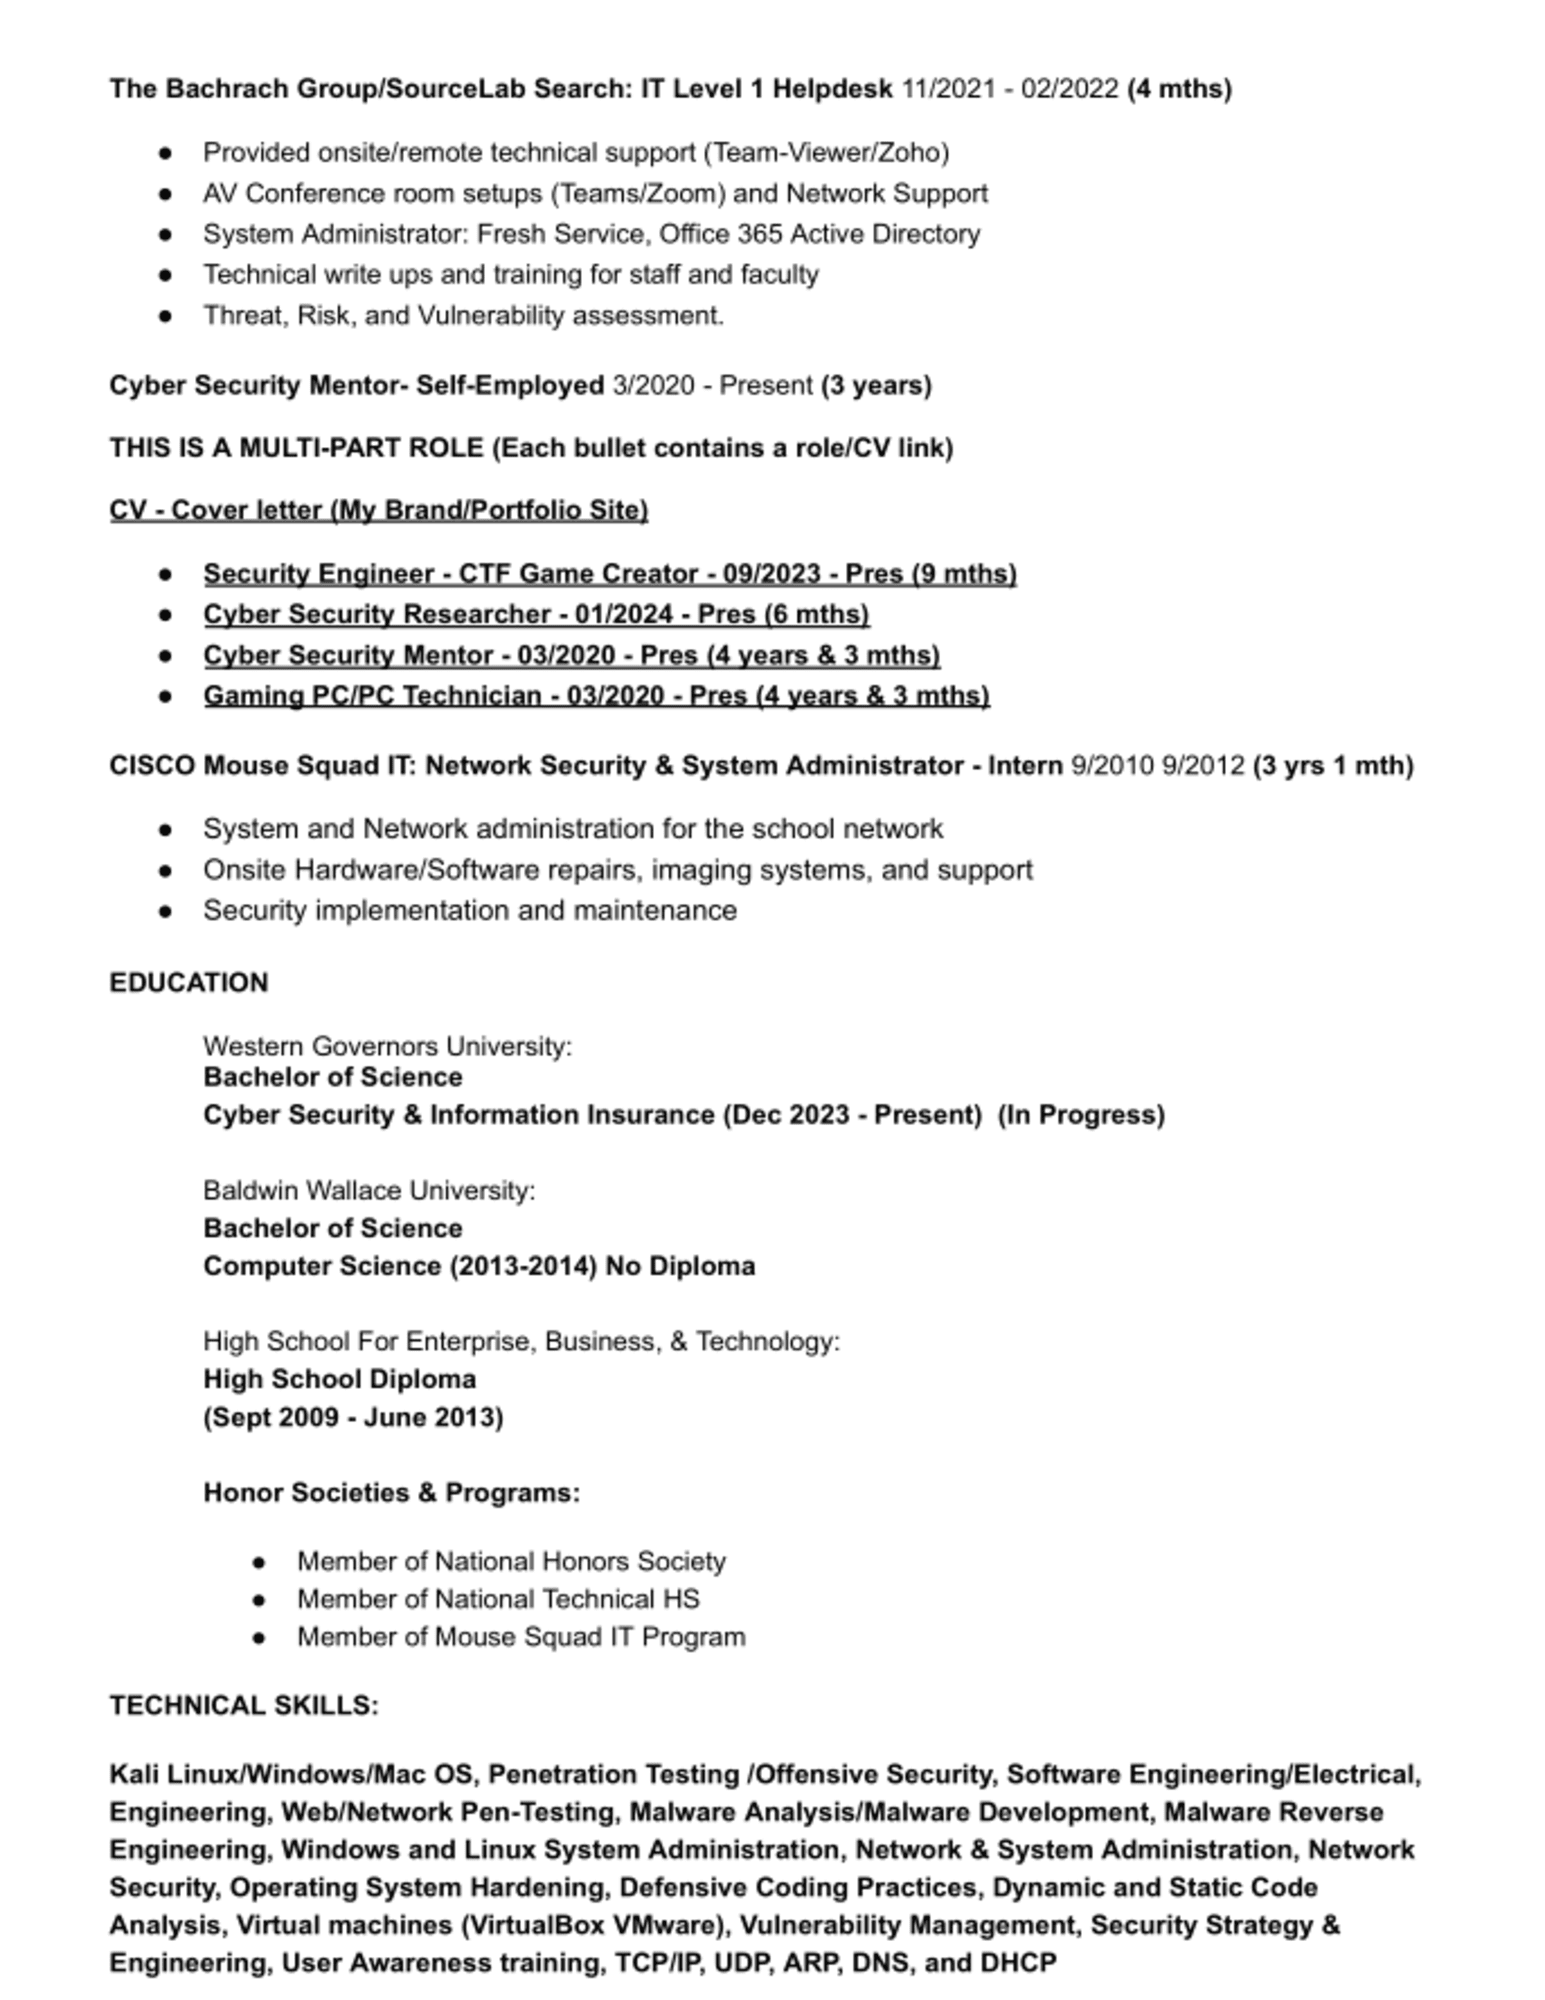 The Bachrach Group/SourceLab Search: IT Level 1 Helpdesk 11/2021 - 02/2022 (4 mths)
● Provided onsite/remote technical support (Team-Viewer/Zoho)
● AV Conference room setups (Teams/Zoom) and Network Support
● System Administrator: Fresh Service, Office 365 Active Directory
● Technical write ups and training for staff and faculty
● Threat, Risk, and Vulnerability assessment.
Cyber Security Mentor- Self-Employed 3/2020 - Present (3 years)
THIS IS A MULTI-PART ROLE (Each bullet contains a role/CV link)
CV - Cover letter (My Brand/Portfolio Site)
● Security Engineer - CTF Game Creator - 09/2023 - Pres (9 mths)
● Cyber Security Researcher - 01/2024 - Pres (6 mths)
● Cyber Security Mentor - 03/2020 - Pres (4 years & 3 mths)
● Gaming PC/PC Technician - 03/2020 - Pres (4 years & 3 mths)
CISCO Mouse Squad IT: Network Security & System Administrator - Intern 9/2010 9/2012 (3 yrs 1 mth)
● System and Network administration for the school network
● Onsite Hardware/Software repairs, imaging systems, and support
● Security implementation and maintenance
EDUCATION
Western Governors University:
Bachelor of Science
Cyber Security & Information Insurance (Dec 2023 - Present) (In Progress)
Baldwin Wallace University:
Bachelor of Science
Computer Science (2013-2014) No Diploma
High School For Enterprise, Business, & Technology:
High School Diploma
(Sept 2009 - June 2013)
Honor Societies & Programs:
● Member of National Honors Society
● Member of National Technical HS
● Member of Mouse Squad IT Program
TECHNICAL SKILLS:
Kali Linux/Windows/Mac OS, Penetration Testing /Offensive Security, Software Engineering/Electrical,
Engineering, Web/Network Pen-Testing, Malware Analysis/Malware Development, Malware Reverse
Engineering, Windows and Linux System Administration, Network & System Administration, Network
Security, Operating System Hardening, Defensive Coding Practices, Dynamic and Static Code
Analysis, Virtual machines (VirtualBox VMware), Vulnerability Management, Security Strategy &
Engineering, User Awareness training, TCP/IP, UDP, ARP, DNS, and DHCP